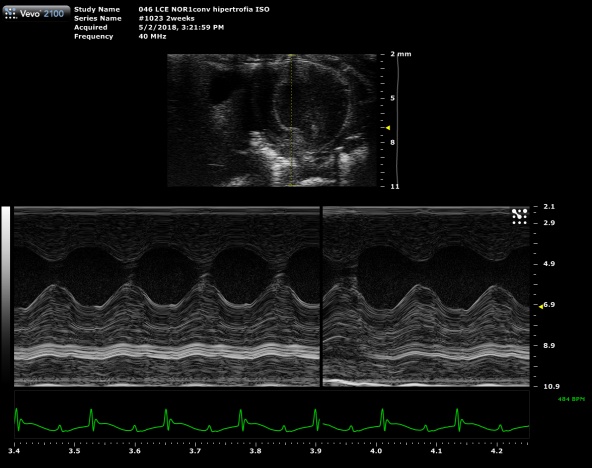 Vevo 2100
Study Name 046 LCE NOR1conv hipertrofia ISO
Series Name #1023 2weeks
Acquired 5/2/2018, 3:21:59 PM
Frequency 40 MHz
2 mm
5
8
11
2.1
2.9
4.9
6.9
8.9
10.9
484 BPM
3.4 3.5 3.6 3.7 3.8 3.9 4.0 4.1 4.2